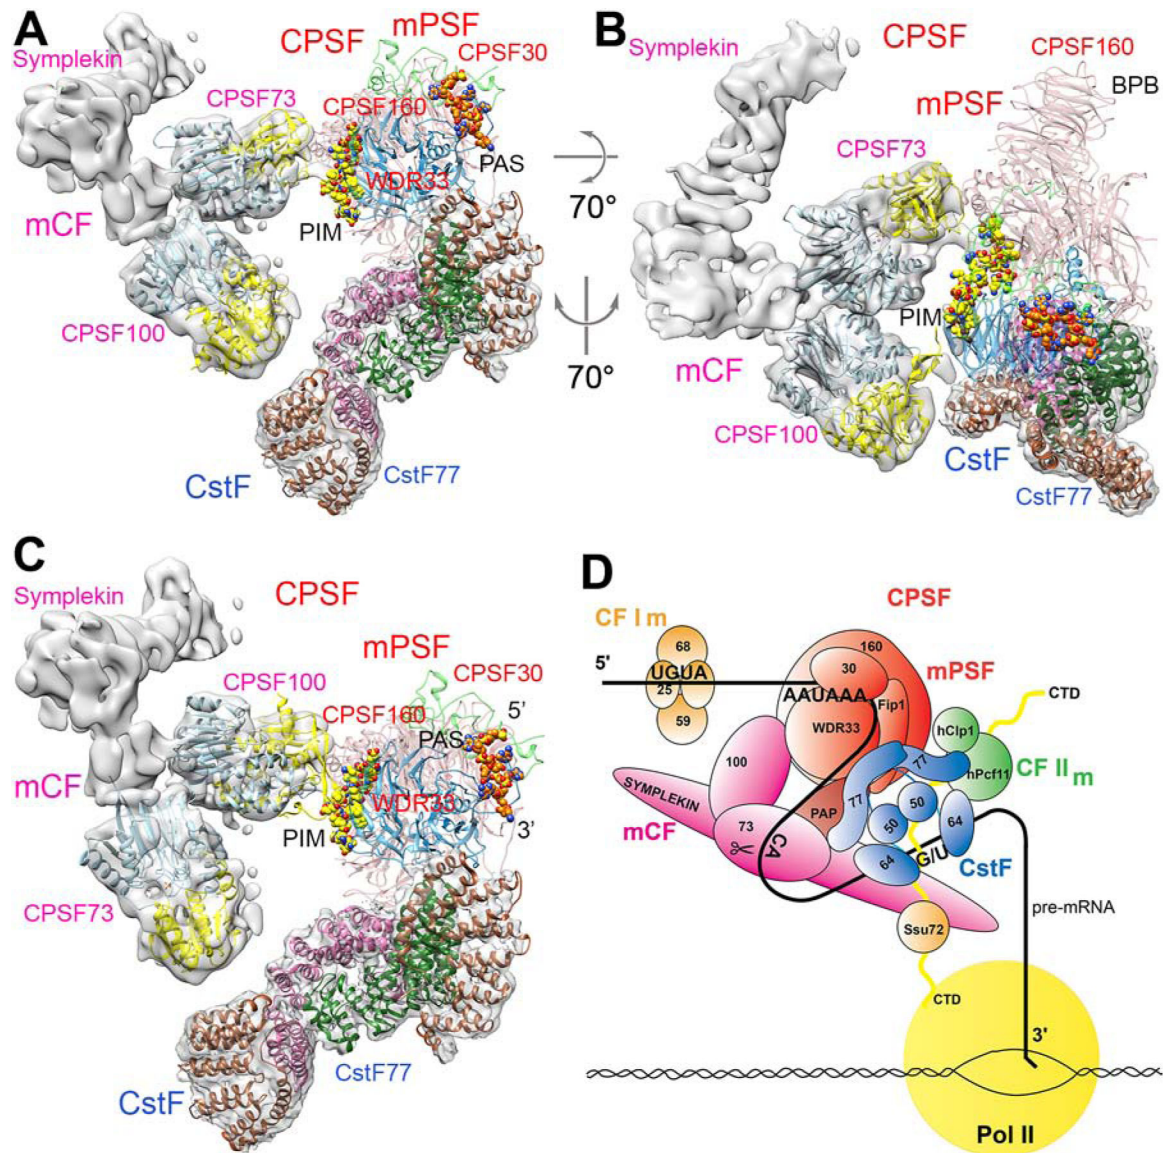 A
Symplekin
CPSF
mPSF
CPSF30
CPSF73
CPSF160
PAS
WDR33
mCF
PIM
CPSF100
CstF
CstF77
70°
70°
B
Symplekin
CPSF
CPSF160
BPB
mPSF
CPSF73
PIM
mCF
CPSF100
CstF
CstF77
C
Symplekin
CPSF
mPSF
CPSF30
CPSF100
CPSF160
5’
PAS
mCF
WDR33
PIM
3’
CPSF73
CstF77
CstF
D
CPSF
CF I m
68
160
5'
UGUA
30
mPSF
25
AAUAAA
Fip1
CTD
59
WDR33
hClp1
100
77
hPcf11
CF II m
SYMPLEKIN
77
PAP
50
mCF
73
CA
50
64
64
G/U
CstF
pre-mRNA
Ssu72
CTD
3'
Pol II